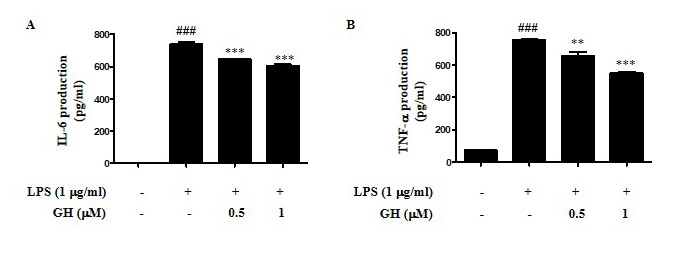 A
IL-6 production
(pg/ml)
800
600
400
200
0
###
***
***
LPS (1 μg/ml) - + + +
GH (μM) - - 0.5 1
B
TNF-α production
(pg/ml)
800
600
400
200
0
###
**
***
LPS (1 μg/ml) - + + +
GH (μM) - - 0.5 1